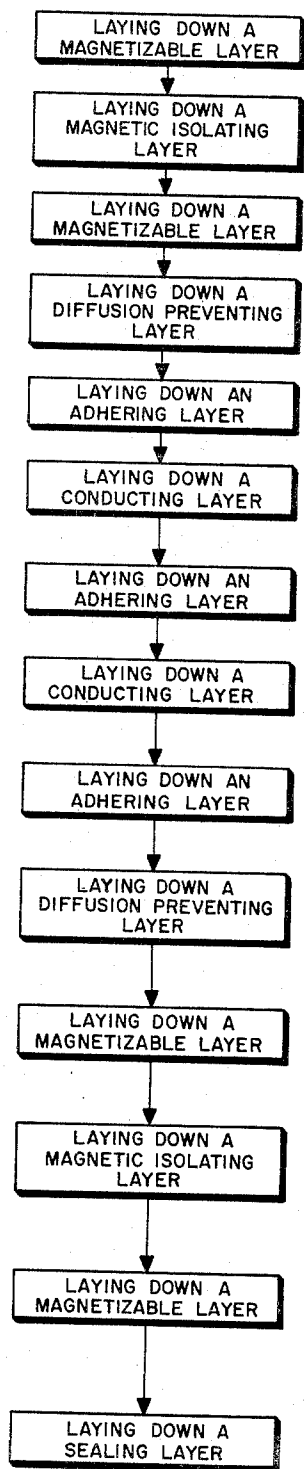 LAYING DOWN A
MAGNETIZABLE LAYER
LAYING DOWN A
MAGNETIC ISOLATING
LAYER
LAYING DOWN A
MAGNETIZABLE LAYER
LAYING DOWN A
DIFFUSION PREVENTING
LAYER
LAYING DOWN AN
ADHERING LAYER
LAYING DOWN A
CONDUCTING LAYER
LAYING DOWN AN
ADHERING LAYER
LAYING DOWN A
CONDUCTING LAYER
LAYING DOWN AN
ADHERING LAYER
LAYING DOWN A
DIFFUSION PREVENTING
LAYER
LAYING DOWN A
MAGNETIZABLE LAYER
LAYING DOWN A
MAGNETIC ISOLATING
LAYER
LAYING DOWN A
MAGNETIZABLE LAYER
LAYING DOWN A
SEALING LAYER